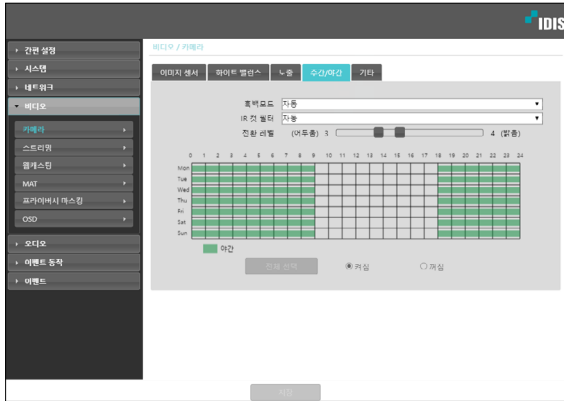 IDIS
간편 설정
시스템
네트워크
비디오
카메라
스트리밍
웹캐스팅
MAT
프라이버시 마스킹
OSD
오디오
이벤트 동작
이벤트
비디오 / 카메라
이미지 센서 화이트 밸런스 노출 주간/야간 기타
흑백모드 자동
IR 컷 필터 자동
전환 레벨 (어두움) 3 4 (밝음)
0 1 2 3 4 5 6 7 8 9 10 11 12 13 14 15 16 17 18 19 20 21 22 23 24
Mon
Tue
Wed
Thu
Fri
Sat
Sun
야간
전체 선택 켜짐 꺼짐
저장